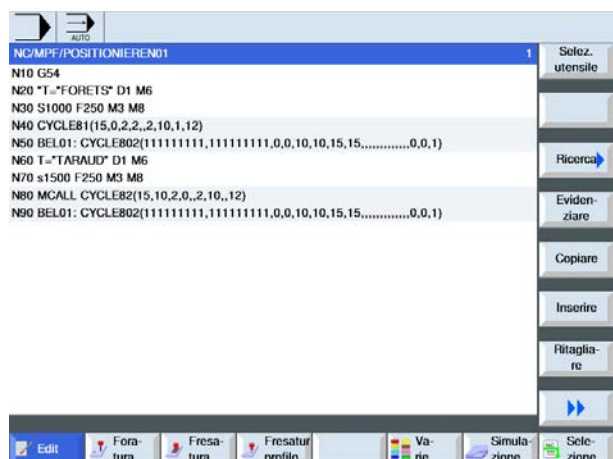 AUTO
NC/MPF/POSITIONIEREN01 1
N10 G54
N20 "T="FORETS" D1 M6
N30 S1000 F250 M3 M8
N40 CYCLE81(15,0,2,2,,2,10,1,12)
N50 BEL01: CYCLE802(111111111,111111111,0,0,10,10,15,15,,,,,,,,,,,,,0,0,1)
N60 T="TARAUD" D1 M6
N70 s1500 F250 M3 M8
N80 MCALL CYCLE82(15,10,2,0,,2,10,,12)
N90 BEL01: CYCLE802(111111111,111111111,0,0,10,10,15,15,,,,,,,,,,,,,0,0,1)
Selez.
utensile
Ricerca
Eviden-
ziare
Copiare
Inserire
Ritaglia-
re
Edit
Fora-
tura
Fresa-
tura
Fresatur
profilo
Va-
rie
Simula-
zione
Sele-
zione